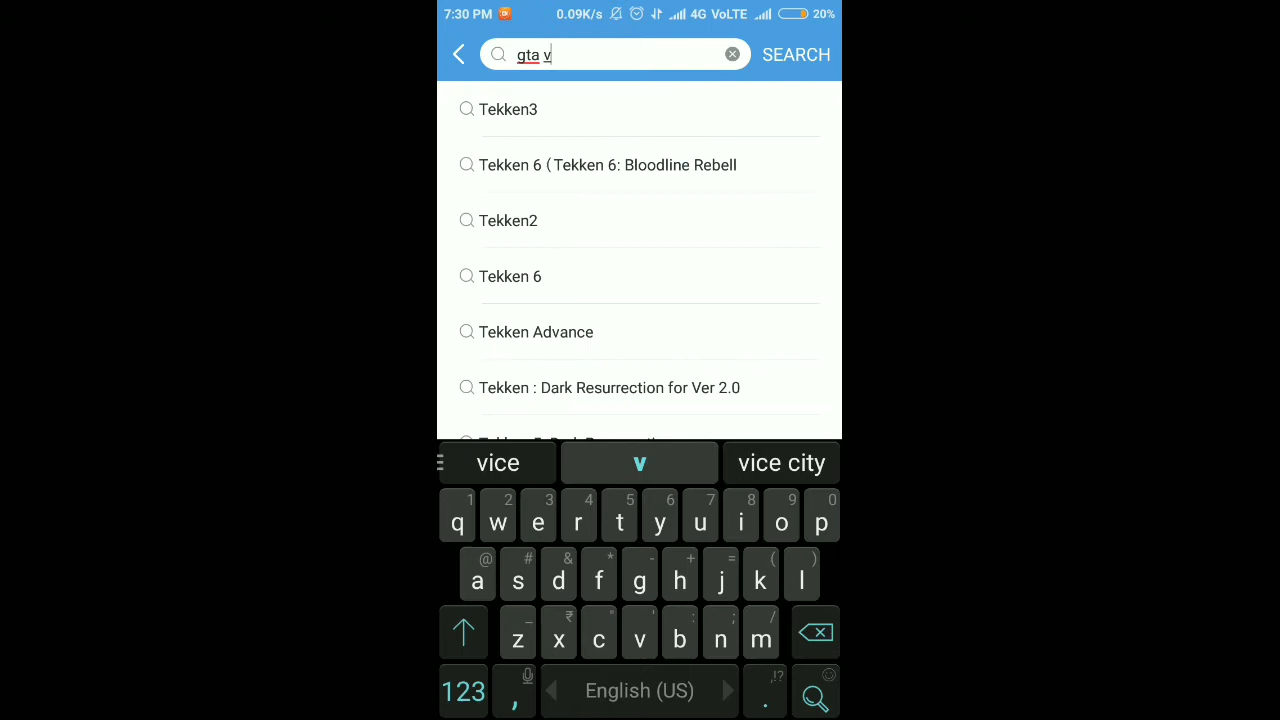 7:30 PM 0.09K/s 4G VoLTE 20%
gta v SEARCH
Tekken3
Tekken 6 ( Tekken 6: Bloodline Rebell
Tekken2
Tekken 6
Tekken Advance
Tekken : Dark Resurrection for Ver 2.0
vice v vice city
1 2 3 4 5 6 7 8 9 0
q w e r t y u i o p
@ # & * - + = ( )
a s d f g h j k l
_ ₹ " ' : ; /
z x c v b n m
,!?
123 , English (US) .